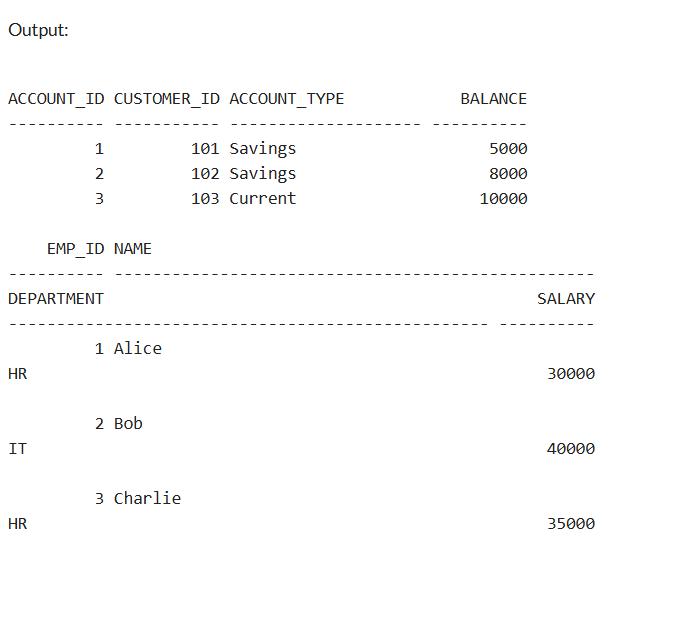 Output:
ACCOUNT_ID CUSTOMER_ID ACCOUNT_TYPE            BALANCE
---------- ----------- -------------------- ----------
         1         101 Savings                    5000
         2         102 Savings                    8000
         3         103 Current                   10000
    EMP_ID NAME
---------- --------------------------------------------------
DEPARTMENT                                             SALARY
-------------------------------------------------- ----------
         1 Alice
HR                                                      30000
         2 Bob
IT                                                      40000
         3 Charlie
HR                                                      35000